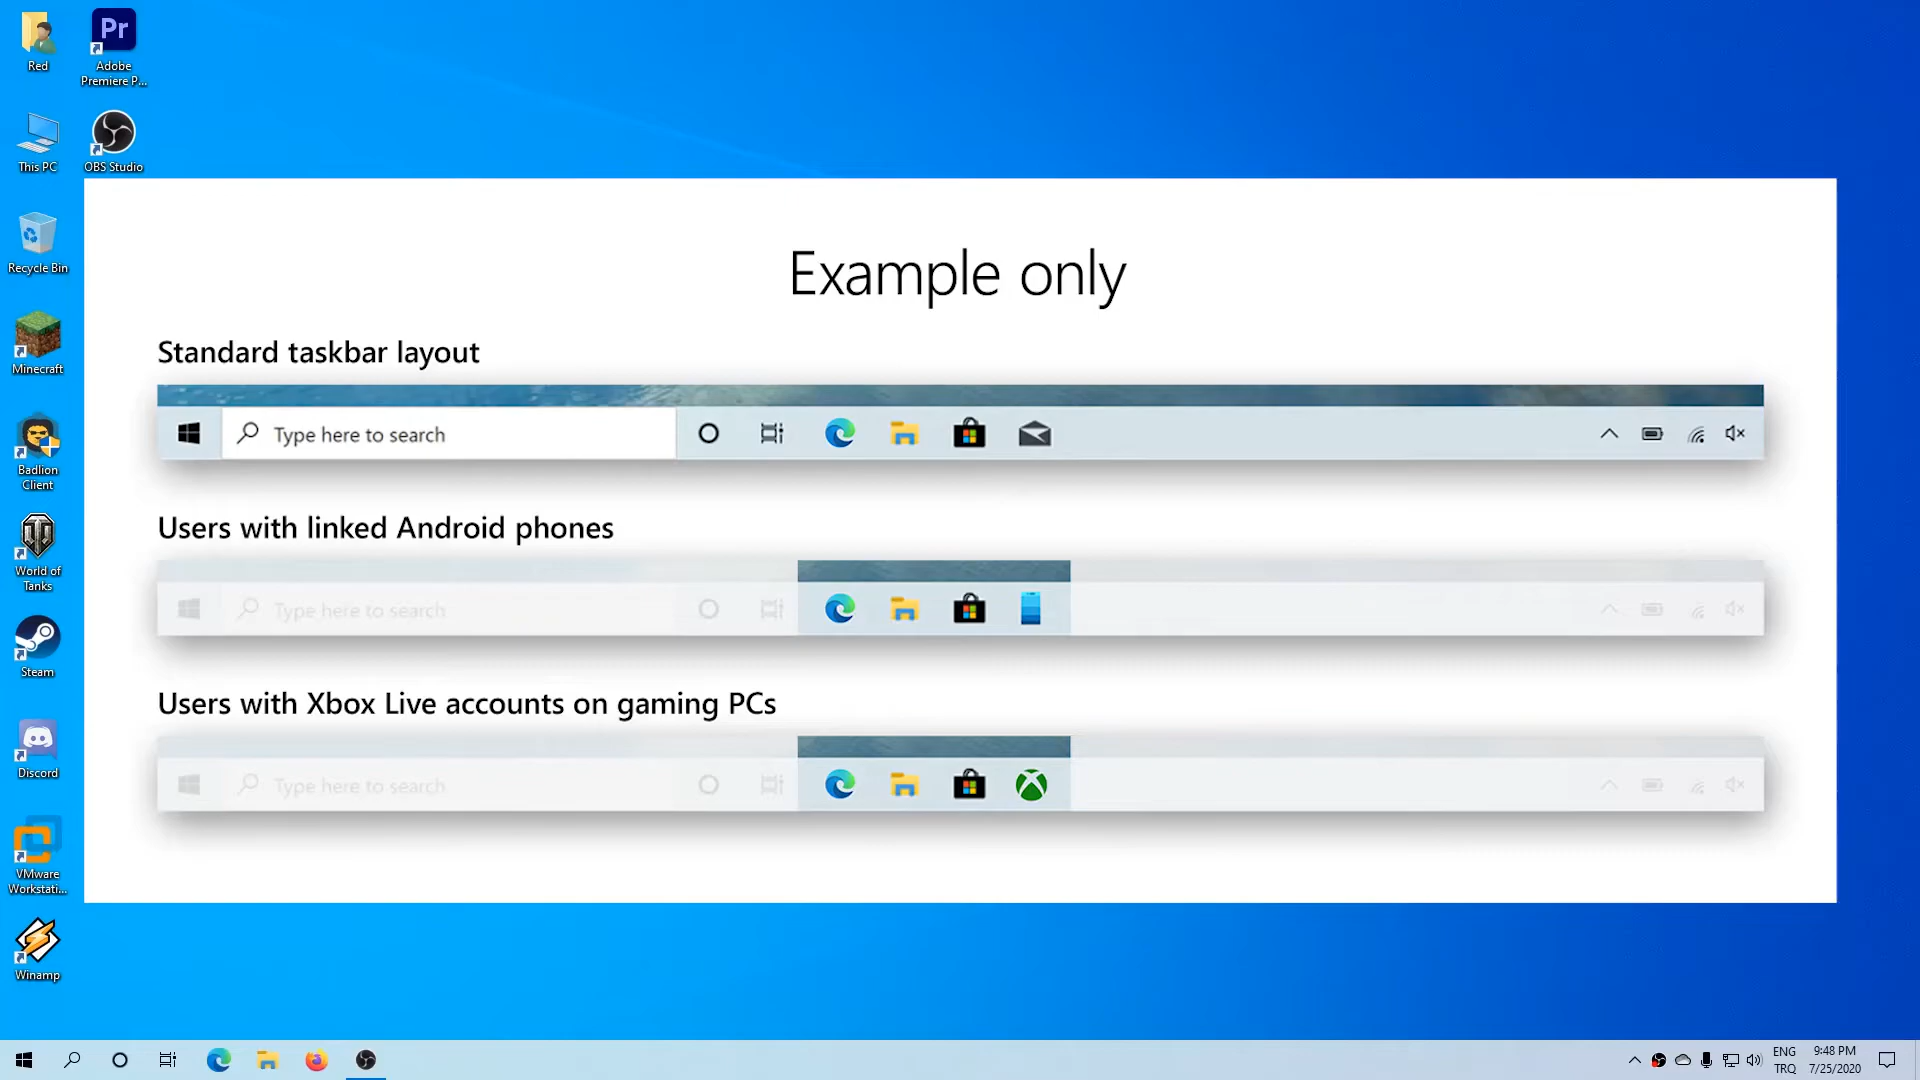 Red
Adobe
Premiere P...
This PC
OBS Studio
Recycle Bin
Minecraft
Badlion
Client
World of
Tanks
Steam
Discord
VMware
Workstati...
Winamp
Pr
Example only
Standard taskbar layout
Type here to search
Users with linked Android phones
Type here to search
Users with Xbox Live accounts on gaming PCs
Type here to search
ENG
TRQ
9:48 PM
7/25/2020